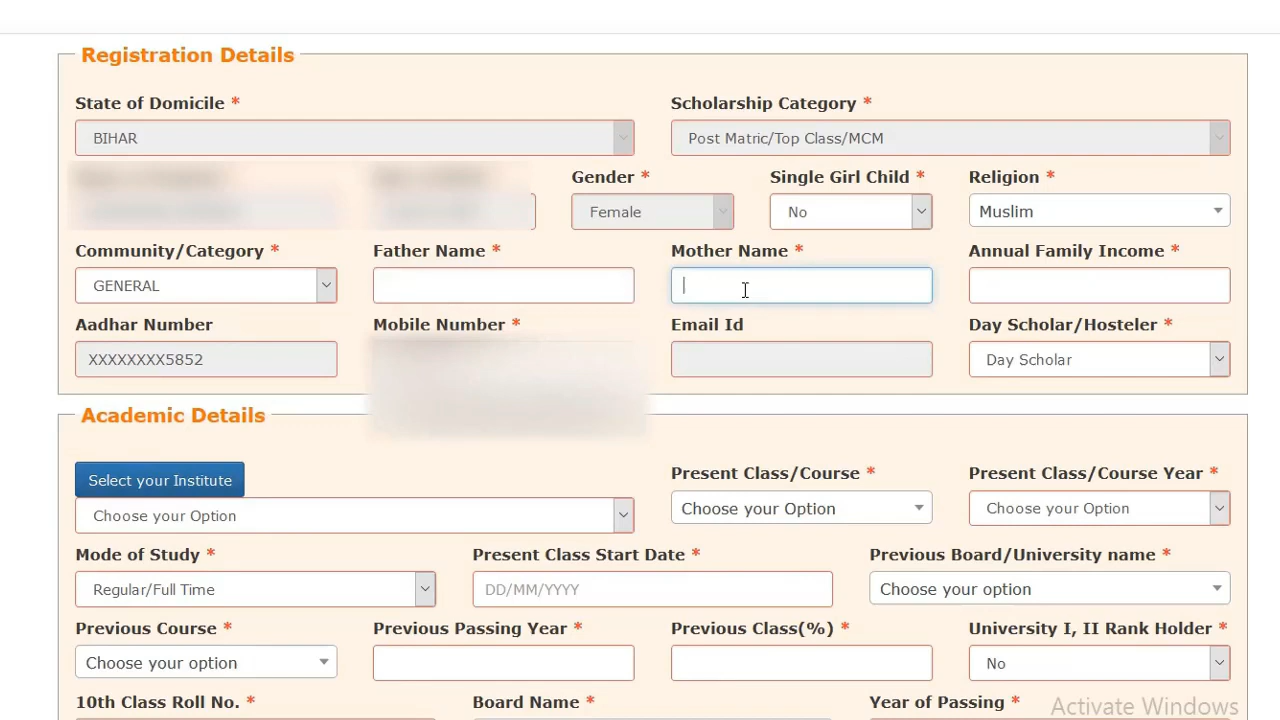 Registration Details
State of Domicile * Scholarship Category *
BIHAR Post Matric/Top Class/MCM
Gender * Single Girl Child * Religion *
Female No Muslim
Community/Category * Father Name * Mother Name * Annual Family Income *
GENERAL
Aadhar Number Mobile Number * Email Id Day Scholar/Hosteler *
XXXXXXXX5852 Day Scholar
Academic Details
Select your Institute Present Class/Course * Present Class/Course Year *
Choose your Option Choose your Option Choose your Option
Mode of Study * Present Class Start Date * Previous Board/University name *
Regular/Full Time DD/MM/YYYY Choose your option
Previous Course * Previous Passing Year * Previous Class(%) * University I, II Rank Holder *
Choose your option No
10th Class Roll No. * Board Name * Year of Passing *
Activate Windows